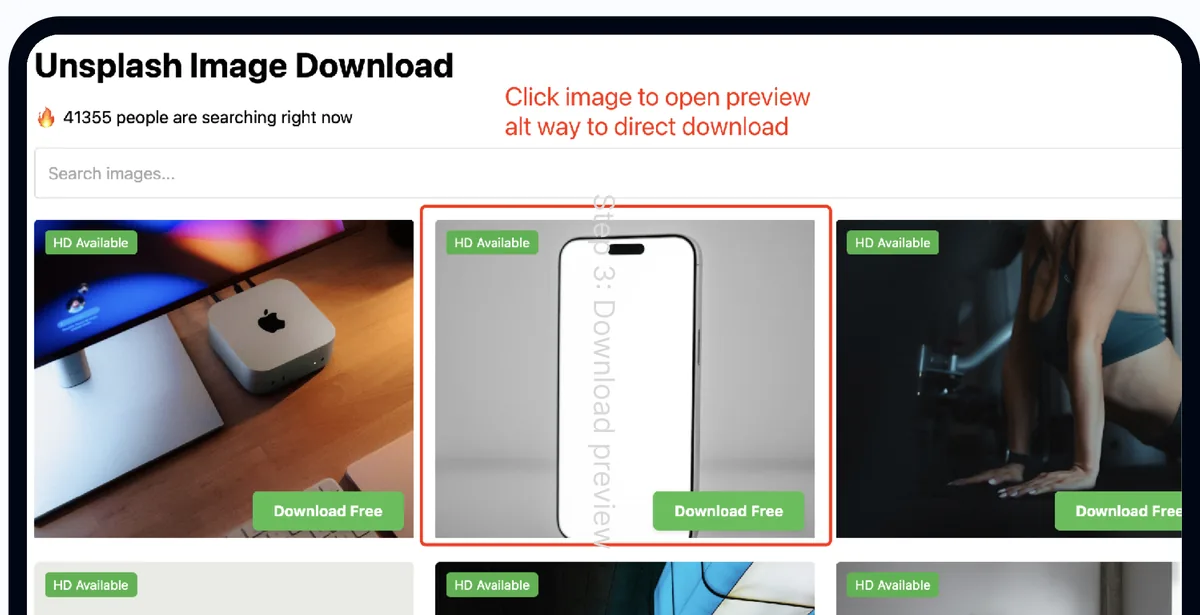 Unsplash Image Download
🔥 41355 people are searching right now
Click image to open preview
alt way to direct download
Search images...
HD Available
HD Available
HD Available
Step 3: Download preview
Download Free
Download Free
Download Free
HD Available
HD Available
HD Available